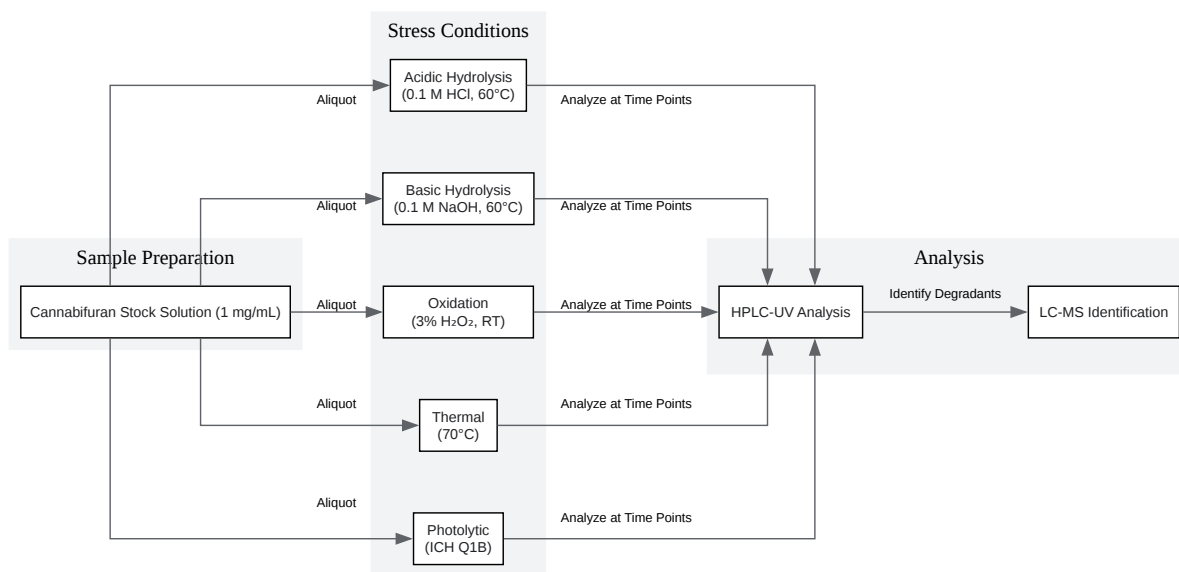 Stress Conditions
Acidic Hydrolysis
(0.1 M HCl, 60°C)
Aliquot
Analyze at Time Points
Basic Hydrolysis
(0.1 M NaOH, 60°C)
Aliquot
Analyze at Time Points
Sample Preparation
Analysis
Cannabifuran Stock Solution (1 mg/mL)
Aliquot
Oxidation
(3% H₂O₂, RT)
Analyze at Time Points
HPLC-UV Analysis
Identify Degradants
LC-MS Identification
Aliquot
Thermal
(70°C)
Analyze at Time Points
Aliquot
Photolytic
(ICH Q1B)
Analyze at Time Points